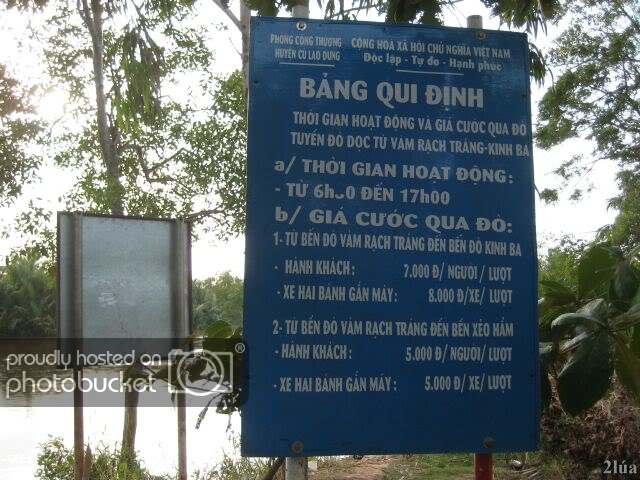 PHÒNG CÔNG THƯƠNG
HUYỆN CÙ LAO DUNG
CỘNG HÒA XÃ HỘI CHỦ NGHĨA VIỆT NAM
Độc lập - Tự do - Hạnh phúc
BẢNG QUI ĐỊNH
THỜI GIAN HOẠT ĐỘNG VÀ GIÁ CƯỚC QUA ĐÒ
TUYẾN ĐÒ DỌC TỪ VÀM RẠCH TRÁNG-KINH BA
a/ THỜI GIAN HOẠT ĐỘNG:
- TỪ ĐẾN 17h00
b/ GIÁ CƯỚC QUA ĐÒ:
1- TỪ BẾN ĐÒ VÀM RẠCH TRÁNG ĐẾN BẾN ĐÒ KINH BA
- HÀNH KHÁCH : 7.000 Đ/ NGƯỜI/ LƯỢT
- XE HAI BÁNH GẮN MÁY : 8.000 Đ/XE/ LƯỢT
2- TỪ BẾN ĐÒ VÀM RẠCH TRÁNG ĐẾN BẾN XẺO HẦM
- HÀNH KHÁCH : 5.000 Đ/ NGƯỜI/ LƯỢT
- XE HAI BÁNH GẮN MÁY : 5.000 Đ/ XE/ LƯỢT
proudly hosted on
photobucket®
2lúa